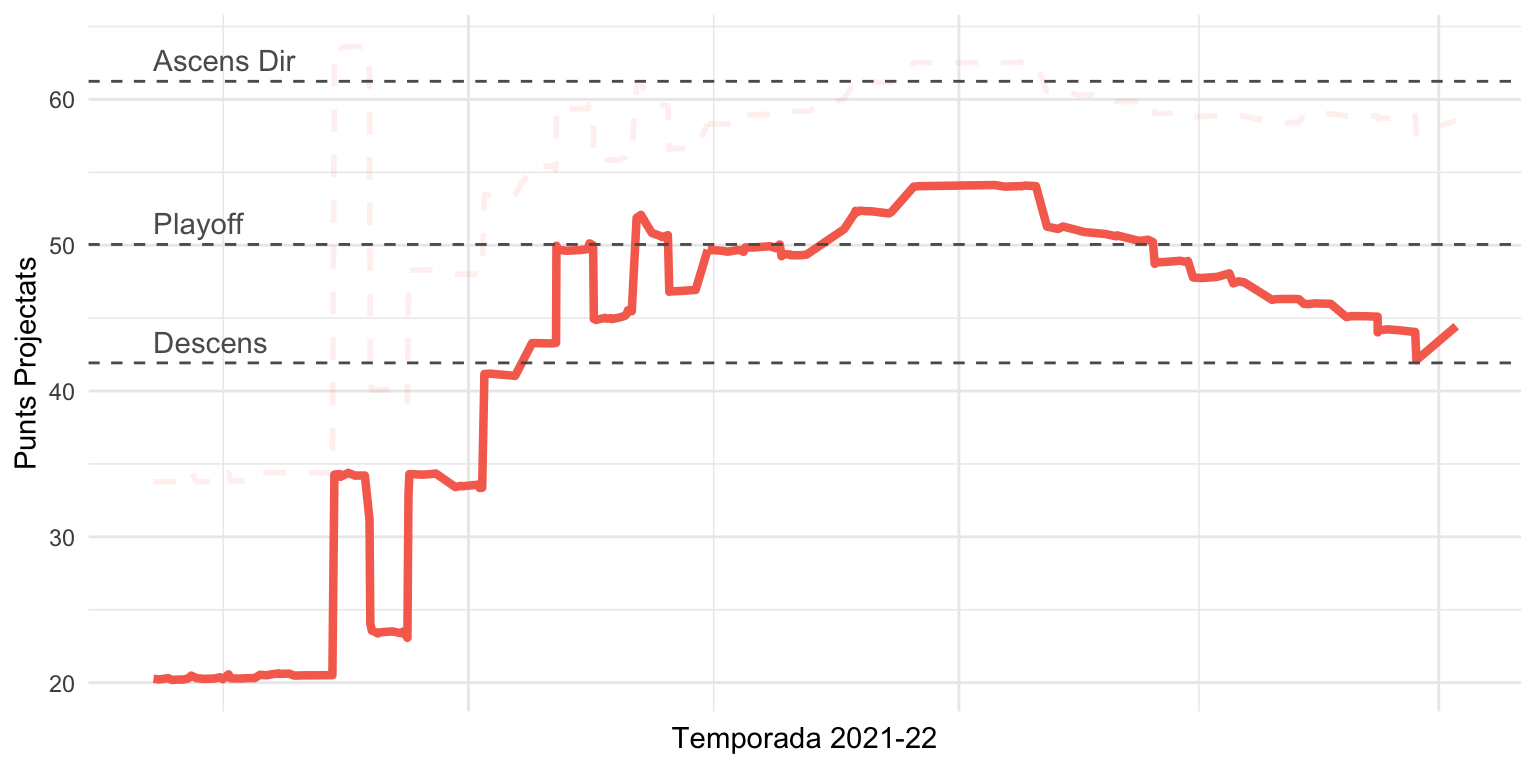 Ascens Dir
60
Playoff
50
Descens
40
30
20
Punts Projectats
Temporada 2021-22